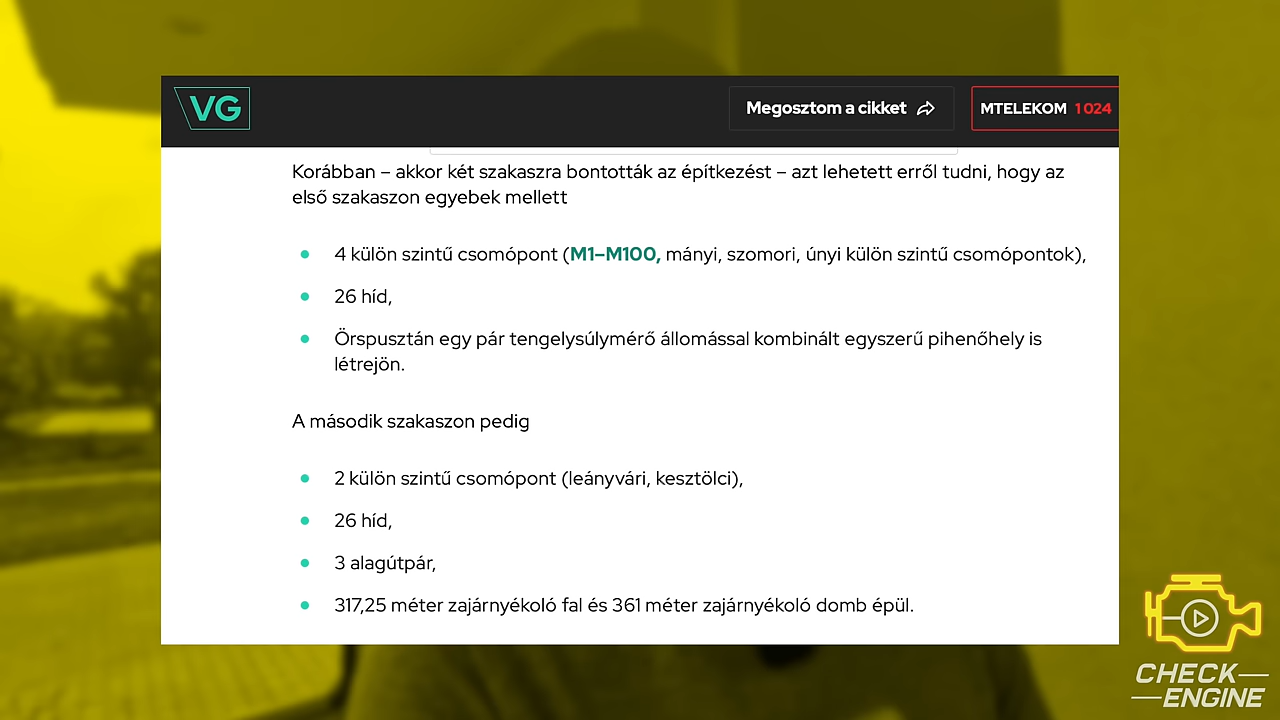 VG
Megosztom a cikket
MTELEKOM 1 024
Korábban – akkor két szakaszra bontották az építkezést – azt lehetett erről tudni, hogy az
első szakaszon egyebek mellett
4 külön szintű csomópont (M1–M100, mányi, szomori, únyi külön szintű csomópontok),
26 híd,
Örspusztán egy pár tengelysúlymérő állomással kombinált egyszerű pihenőhely is
létrejön.
A második szakaszon pedig
2 külön szintű csomópont (leányvári, kesztölci),
26 híd,
3 alagútpár,
317,25 méter zajárnyékoló fal és 361 méter zajárnyékoló domb épül.
CHECK
ENGINE